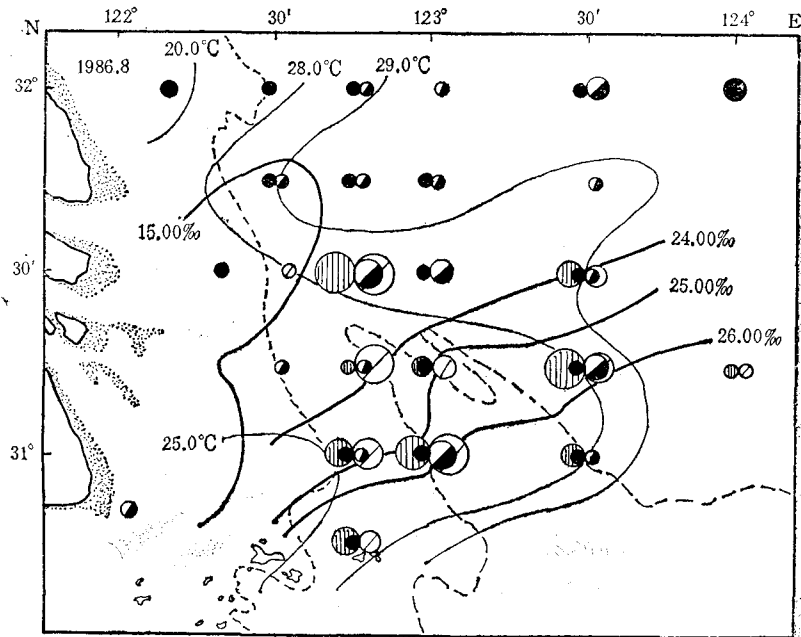 N 122° 30′ 123° 30′ 124° E
20.0°C
32° 1986.8 28.0°C 29.0°C
15.00‰ 24.00‰
30′ 25.00‰
26.00‰
25.0°C
31°